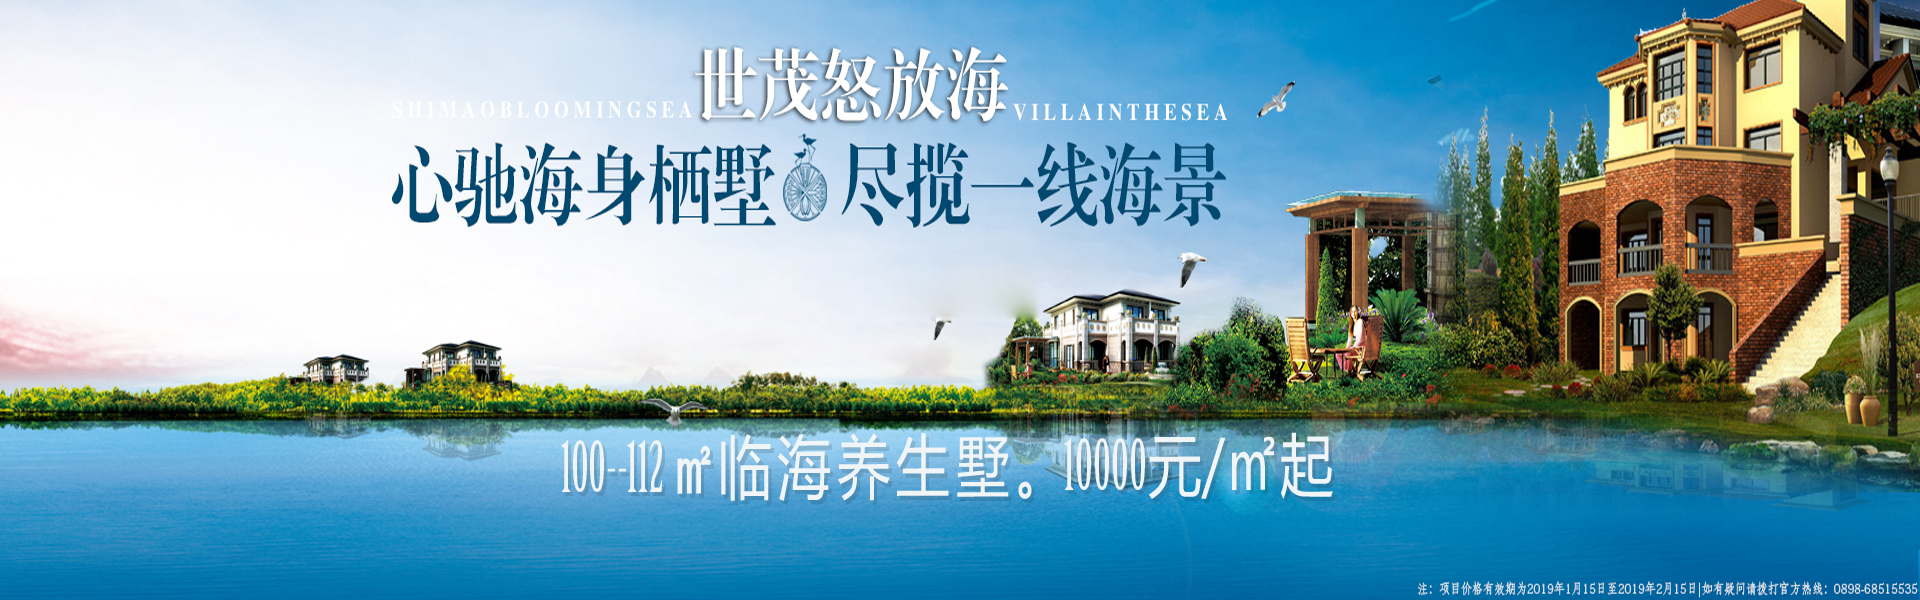 世茂怒放海
SHIMAOBLOOMINGSEA VILLAINTHESEA
心驰海身栖墅 尽揽一线海景
100--112㎡临海养生墅。10000元/㎡起
注：项目价格有效期为2019年1月15日至2019年2月15日|如有疑问请拨打官方热线：0898-68515535